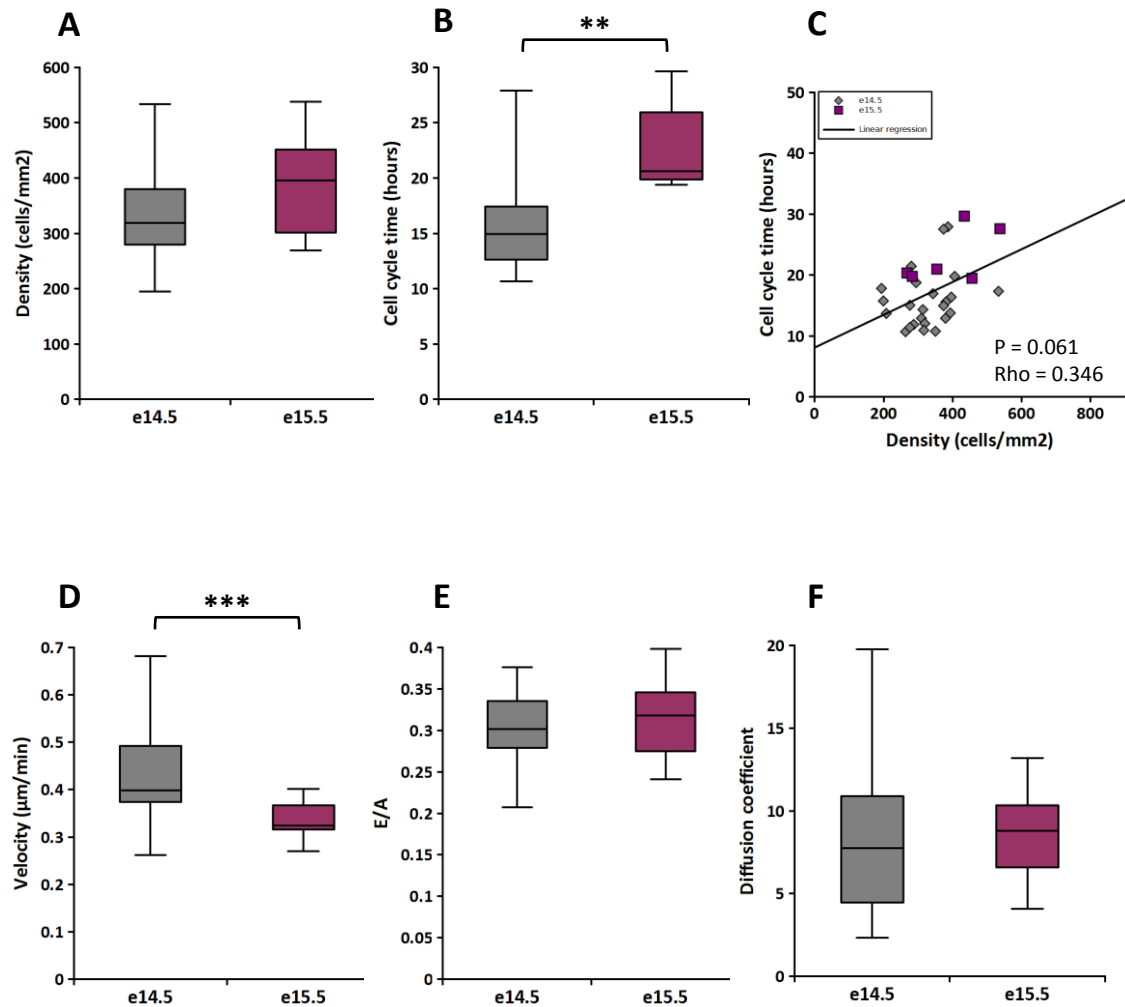 A
Density (cells/mm2)
600
500
400
300
200
100
0
e14.5 e15.5
B
**
Cell cycle time (hours)
30
25
20
15
10
5
0
e14.5 e15.5
C
e14.5
e15.5
Linear regression
Cell cycle time (hours)
50
40
30
20
10
0
P = 0.061
Rho = 0.346
0 200 400 600 800
Density (cells/mm2)
D
***
Velocity (µm/min)
0.7
0.6
0.5
0.4
0.3
0.2
0.1
0
e14.5 e15.5
E
E/A
0.4
0.35
0.3
0.25
0.2
0.15
0.1
0.05
0
e14.5 e15.5
F
Diffusion coefficient
20
15
10
5
0
e14.5 e15.5